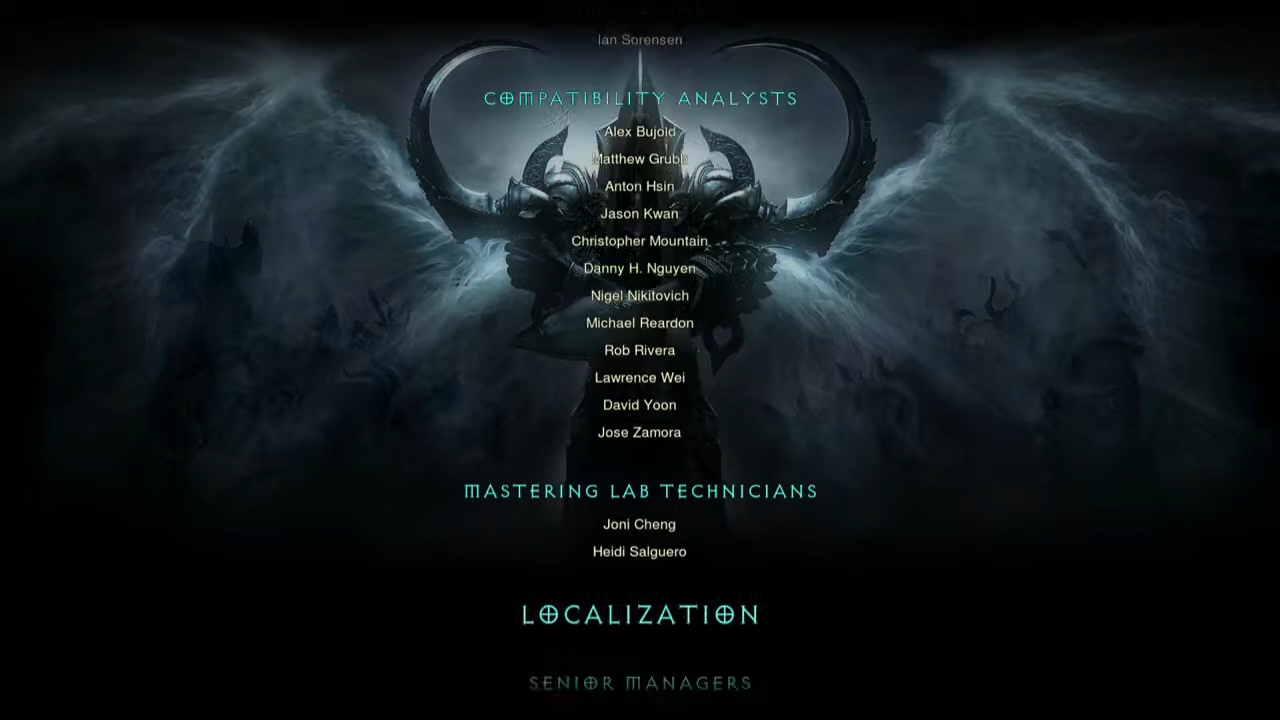 Ian Sorensen
COMPATIBILITY ANALYSTS
Alex Bujold
Matthew Grubb
Anton Hsin
Jason Kwan
Christopher Mountain
Danny H. Nguyen
Nigel Nikitovich
Michael Reardon
Rob Rivera
Lawrence Wei
David Yoon
Jose Zamora
MASTERING LAB TECHNICIANS
Joni Cheng
Heidi Salguero
LOCALIZATION
SENIOR MANAGERS